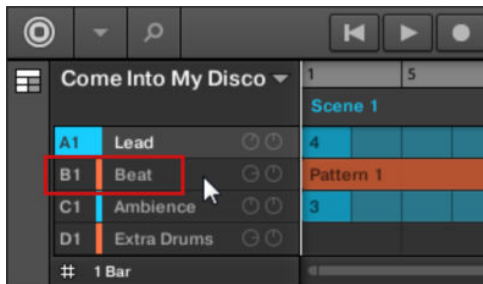 Come Into My Disco
1 5
Scene 1
A1 Lead 4
B1 Beat Pattern 1
C1 Ambience 3
D1 Extra Drums
# 1 Bar